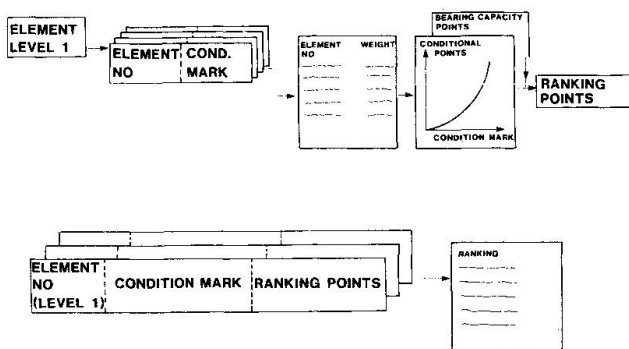 ELEMENT
LEVEL 1
ELEMENT
NO
COND.
MARK
ELEMENT
NO
WEIGHT
BEARING CAPACITY
POINTS
CONDITIONAL
POINTS
CONDITION MARK
RANKING
POINTS
ELEMENT
NO
(LEVEL 1)
CONDITION MARK
RANKING POINTS
RANKING